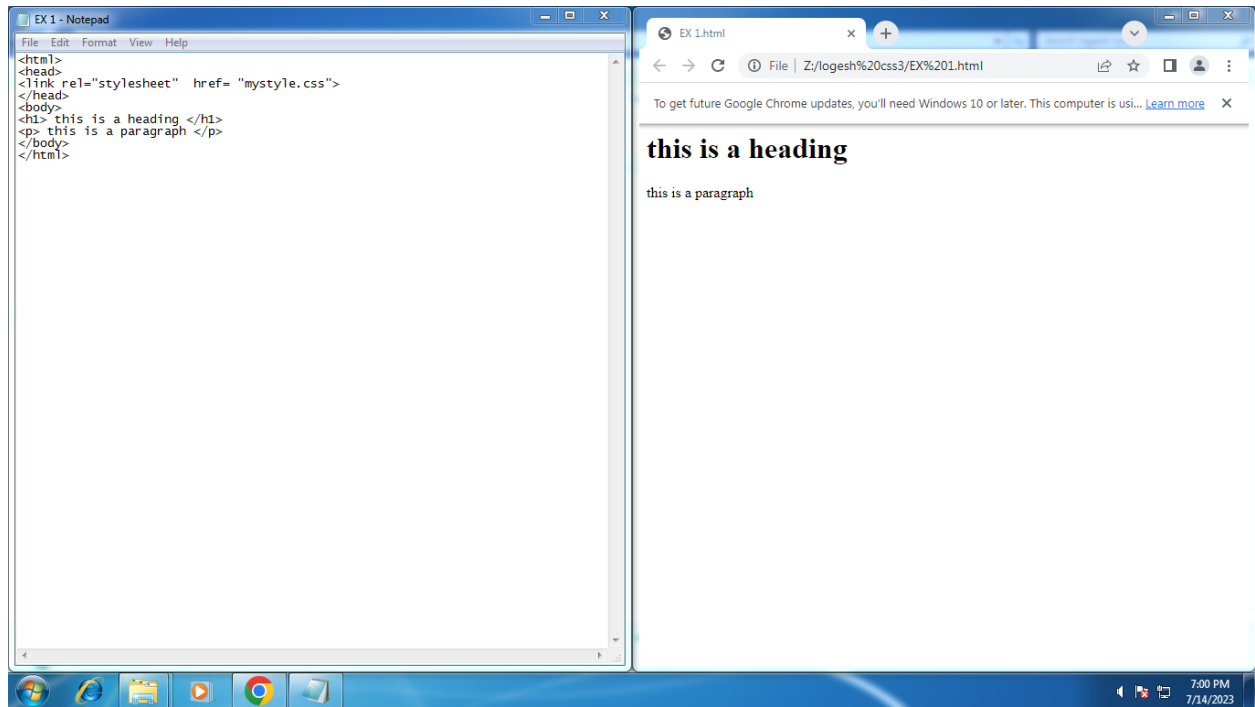 EX 1 - Notepad
File Edit Format View Help
<html>
<head>
<link rel="stylesheet"  href= "mystyle.css">
</head>
<body>
<h1> this is a heading </h1>
<p> this is a paragraph </p>
</body>
</html>
EX 1.html
File | Z:/logesh%20css3/EX%201.html
To get future Google Chrome updates, you'll need Windows 10 or later. This computer is usi... Learn more
this is a heading
this is a paragraph
7:00 PM
7/14/2023